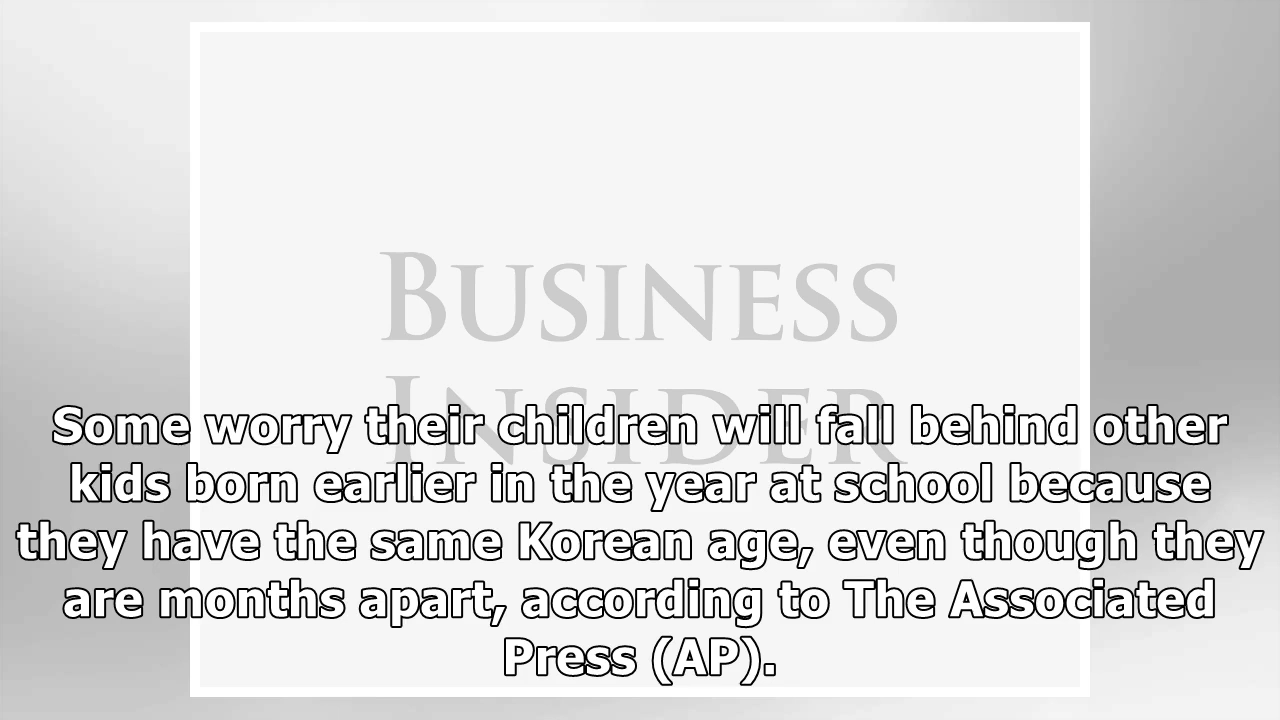 BUSINESS
INSIDER
Some worry their children will fall behind other
kids born earlier in the year at school because
they have the same Korean age, even though they
are months apart, according to The Associated
Press (AP).